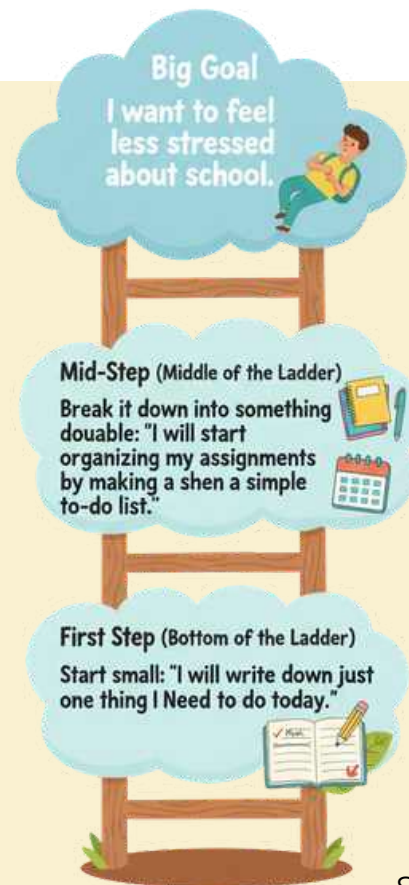 Big Goal
I want to feel
less stressed
about school.
Mid-Step (Middle of the Ladder)
Break it down into something
douable: "I will start
organizing my assignments
by making a shen a simple
to-do list."
First Step (Bottom of the Ladder)
Start small: "I will write down just
one thing I Need to do today."